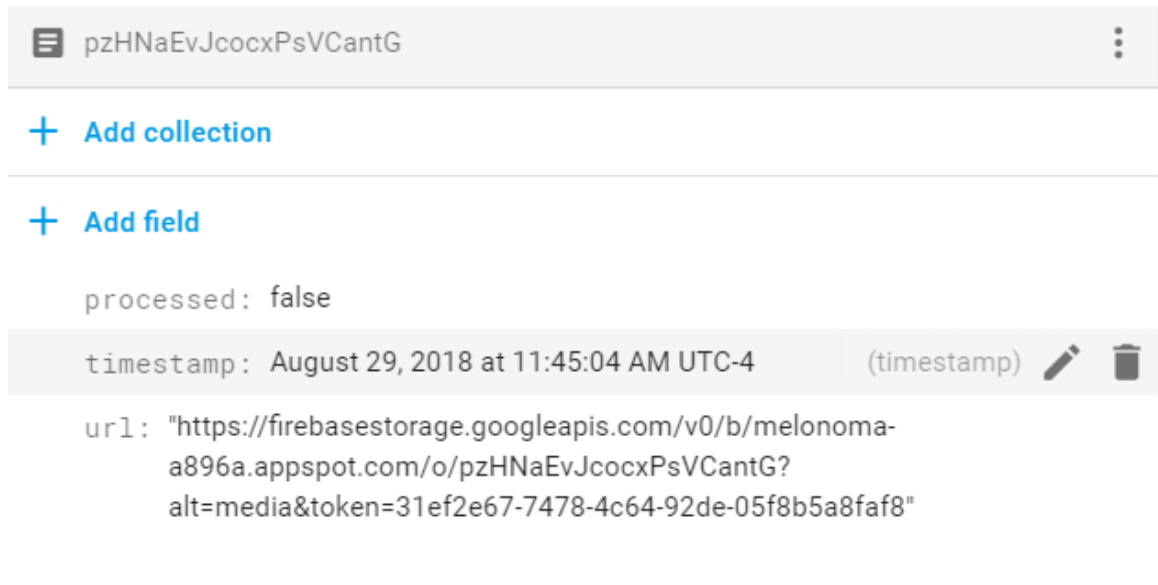 pzHNaEvJcocxPsVCantG
Add collection
Add field
processed: false
timestamp: August 29, 2018 at 11:45:04 AM UTC-4 (timestamp)
url: "https://firebasestorage.googleapis.com/v0/b/melonoma-
a896a.appspot.com/o/pzHNaEvJcocxPsVCantG?
alt=media&token=31ef2e67-7478-4c64-92de-05f8b5a8faf8"